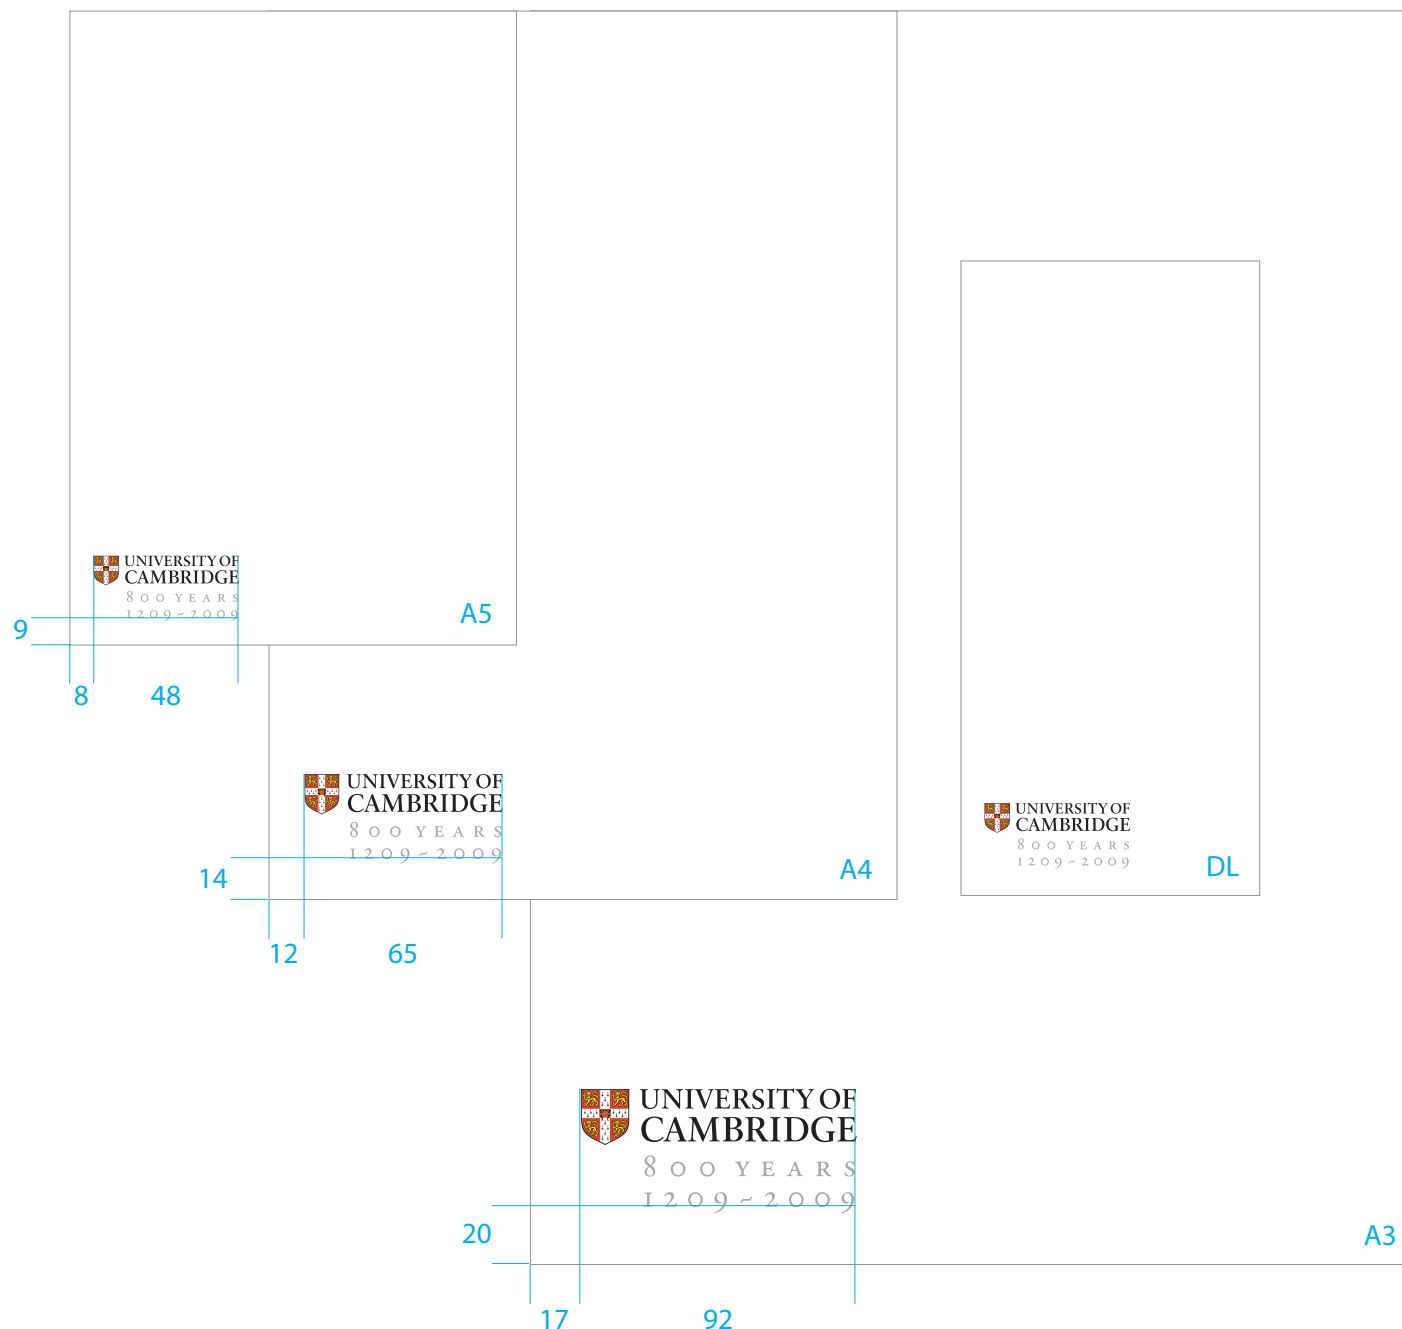 UNIVERSITY OF
CAMBRIDGE
800 YEARS
1209~2009
A5
9
8 48
UNIVERSITY OF
CAMBRIDGE
800 YEARS
1209~2009
A4
14
12 65
UNIVERSITY OF
CAMBRIDGE
800 YEARS
1209~2009
DL
UNIVERSITY OF
CAMBRIDGE
800 YEARS
1209~2009
A3
20
17 92